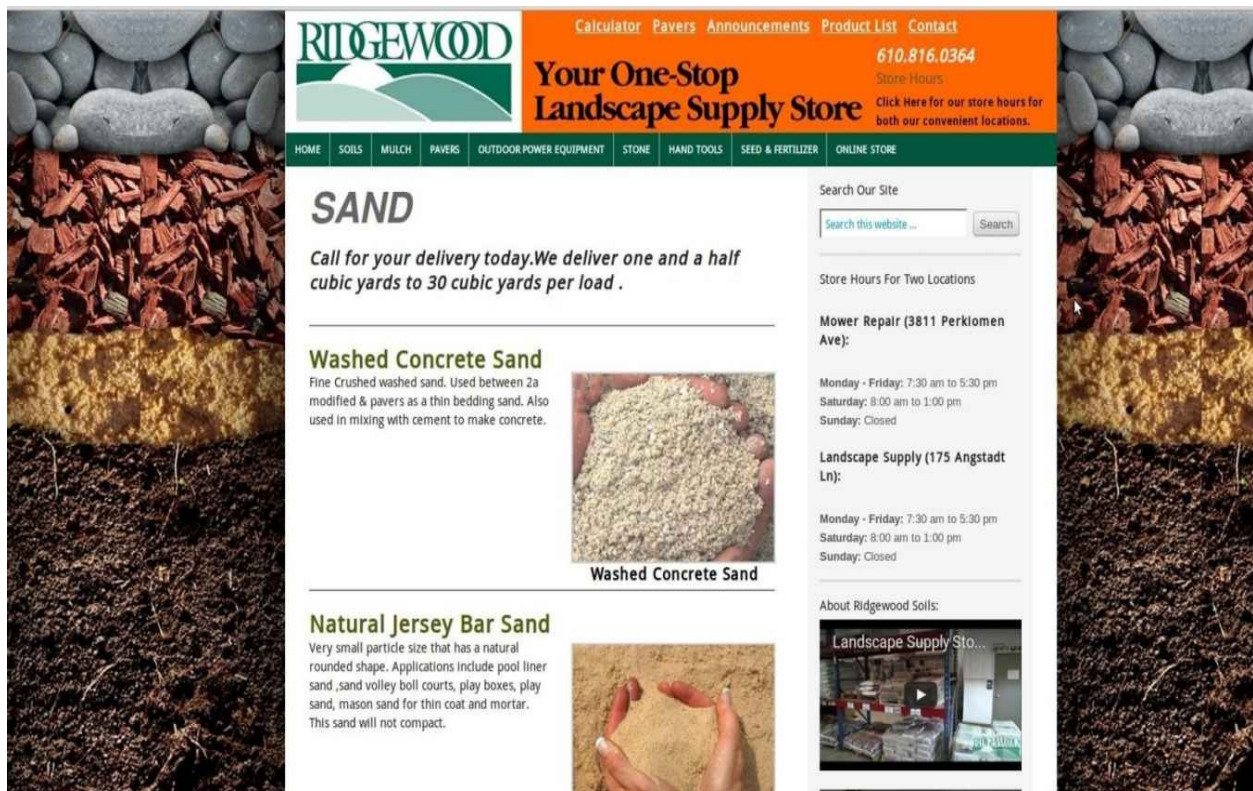 RIDGEWOOD
Calculator Pavers Announcements Product List Contact
610.816.0364
Store Hours
Click Here for our store hours for
both our convenient locations.
Your One-Stop
Landscape Supply Store
HOME SOILS MULCH PAVERS OUTDOOR POWER EQUIPMENT STONE HAND TOOLS SEED & FERTILIZER ONLINE STORE
SAND
Call for your delivery today.We deliver one and a half
cubic yards to 30 cubic yards per load .
Washed Concrete Sand
Fine Crushed washed sand. Used between 2a
modified & pavers as a thin bedding sand. Also
used in mixing with cement to make concrete.
Washed Concrete Sand
Natural Jersey Bar Sand
Very small particle size that has a natural
rounded shape. Applications include pool liner
sand ,sand volley boll courts, play boxes, play
sand, mason sand for thin coat and mortar.
This sand will not compact.
Search Our Site
Search this website ... Search
Store Hours For Two Locations
Mower Repair (3811 Perkiomen
Ave):
Monday - Friday: 7:30 am to 5:30 pm
Saturday: 8:00 am to 1:00 pm
Sunday: Closed
Landscape Supply (175 Angstadt
Ln):
Monday - Friday: 7:30 am to 5:30 pm
Saturday: 8:00 am to 1:00 pm
Sunday: Closed
About Ridgewood Soils:
Landscape Supply Sto...
RIDGEWOOD